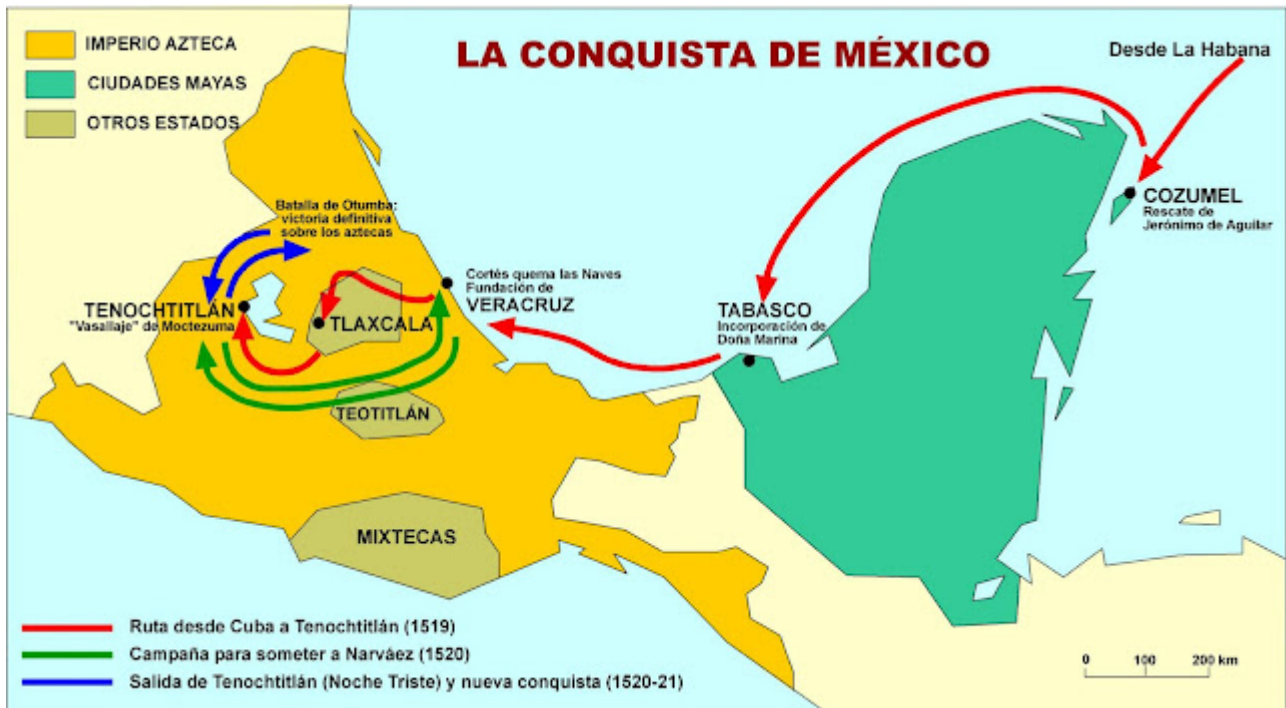 IMPERIO AZTECA
CIUDADES MAYAS
OTROS ESTADOS
LA CONQUISTA DE MÉXICO
Desde La Habana
COZUMEL
Rescate de
Jerónimo de Aguilar
Batalla de Otumba:
victoria definitiva
sobre los aztecas
Cortés quema las Naves
Fundación de
VERACRUZ
TENOCHTITLÁN
"Vasallaje" de Moctezuma
TLAXCALA
TABASCO
Incorporación de
Doña Marina
TEOTITLÁN
MIXTECAS
Ruta desde Cuba a Tenochtitlán (1519)
Campaña para someter a Narváez (1520)
Salida de Tenochtitlán (Noche Triste) y nueva conquista (1520-21)
0 100 200 km